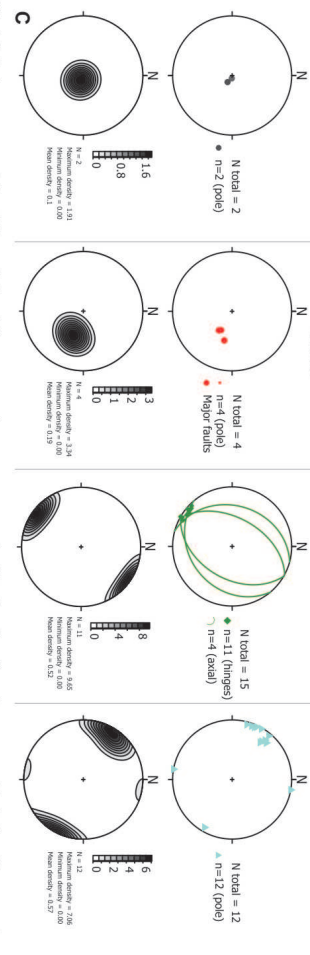 C
N
N total = 2
n=2 (pole)
N
0
0.8
1.6
N = 2
Maximum density = 1.91
Minimum density = 0.00
Mean density = 0.1
N
N total = 4
n=4 (pole)
Major faults
N
0
1
2
3
N = 4
Maximum density = 3.34
Minimum density = 0.00
Mean density = 0.19
N
N total = 15
n=11 (hinges)
n=4 (axial)
N
0
4
8
N = 11
Maximum density = 9.65
Minimum density = 0.00
Mean density = 0.52
N
N total = 12
n=12 (pole)
N
0
2
4
6
N = 12
Maximum density = 7.06
Minimum density = 0.00
Mean density = 0.57